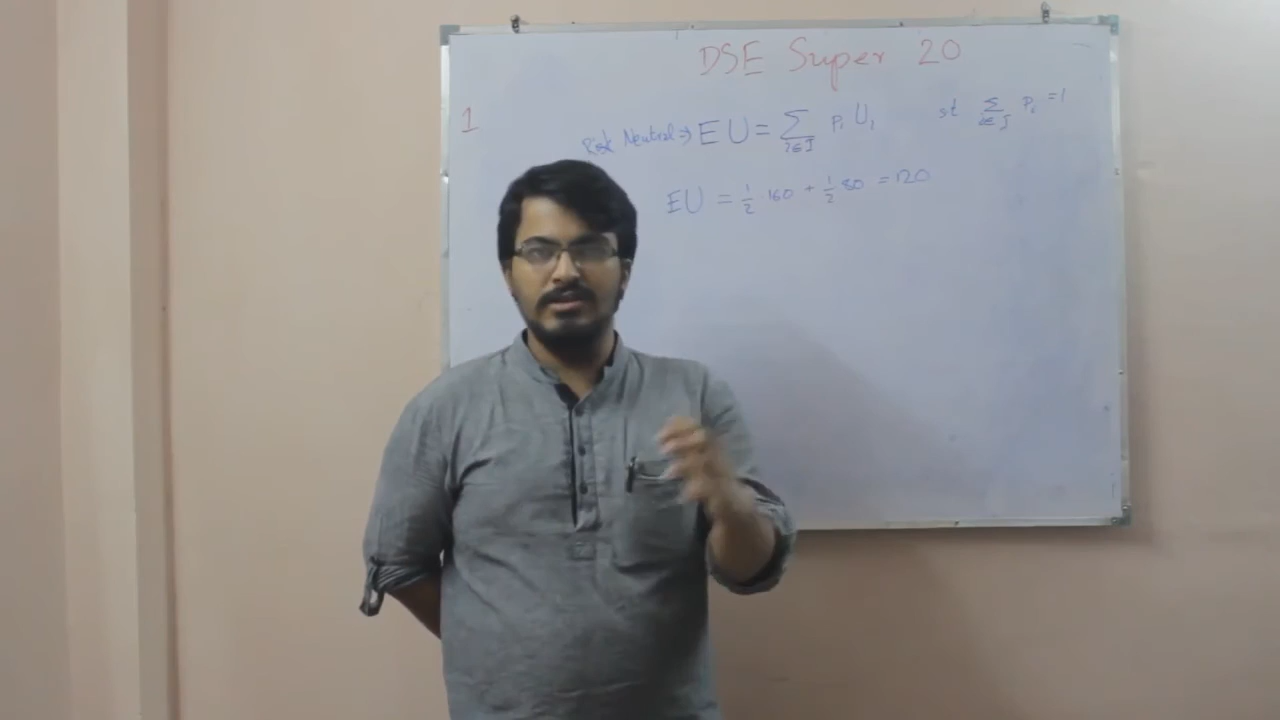 DSE Super 20
1
Risk Neutral ⇒ EU = Σ_{i∈I} P_i U_i st Σ_{i∈I} P_i = 1
EU = 1/2 160 + 1/2 80 = 120